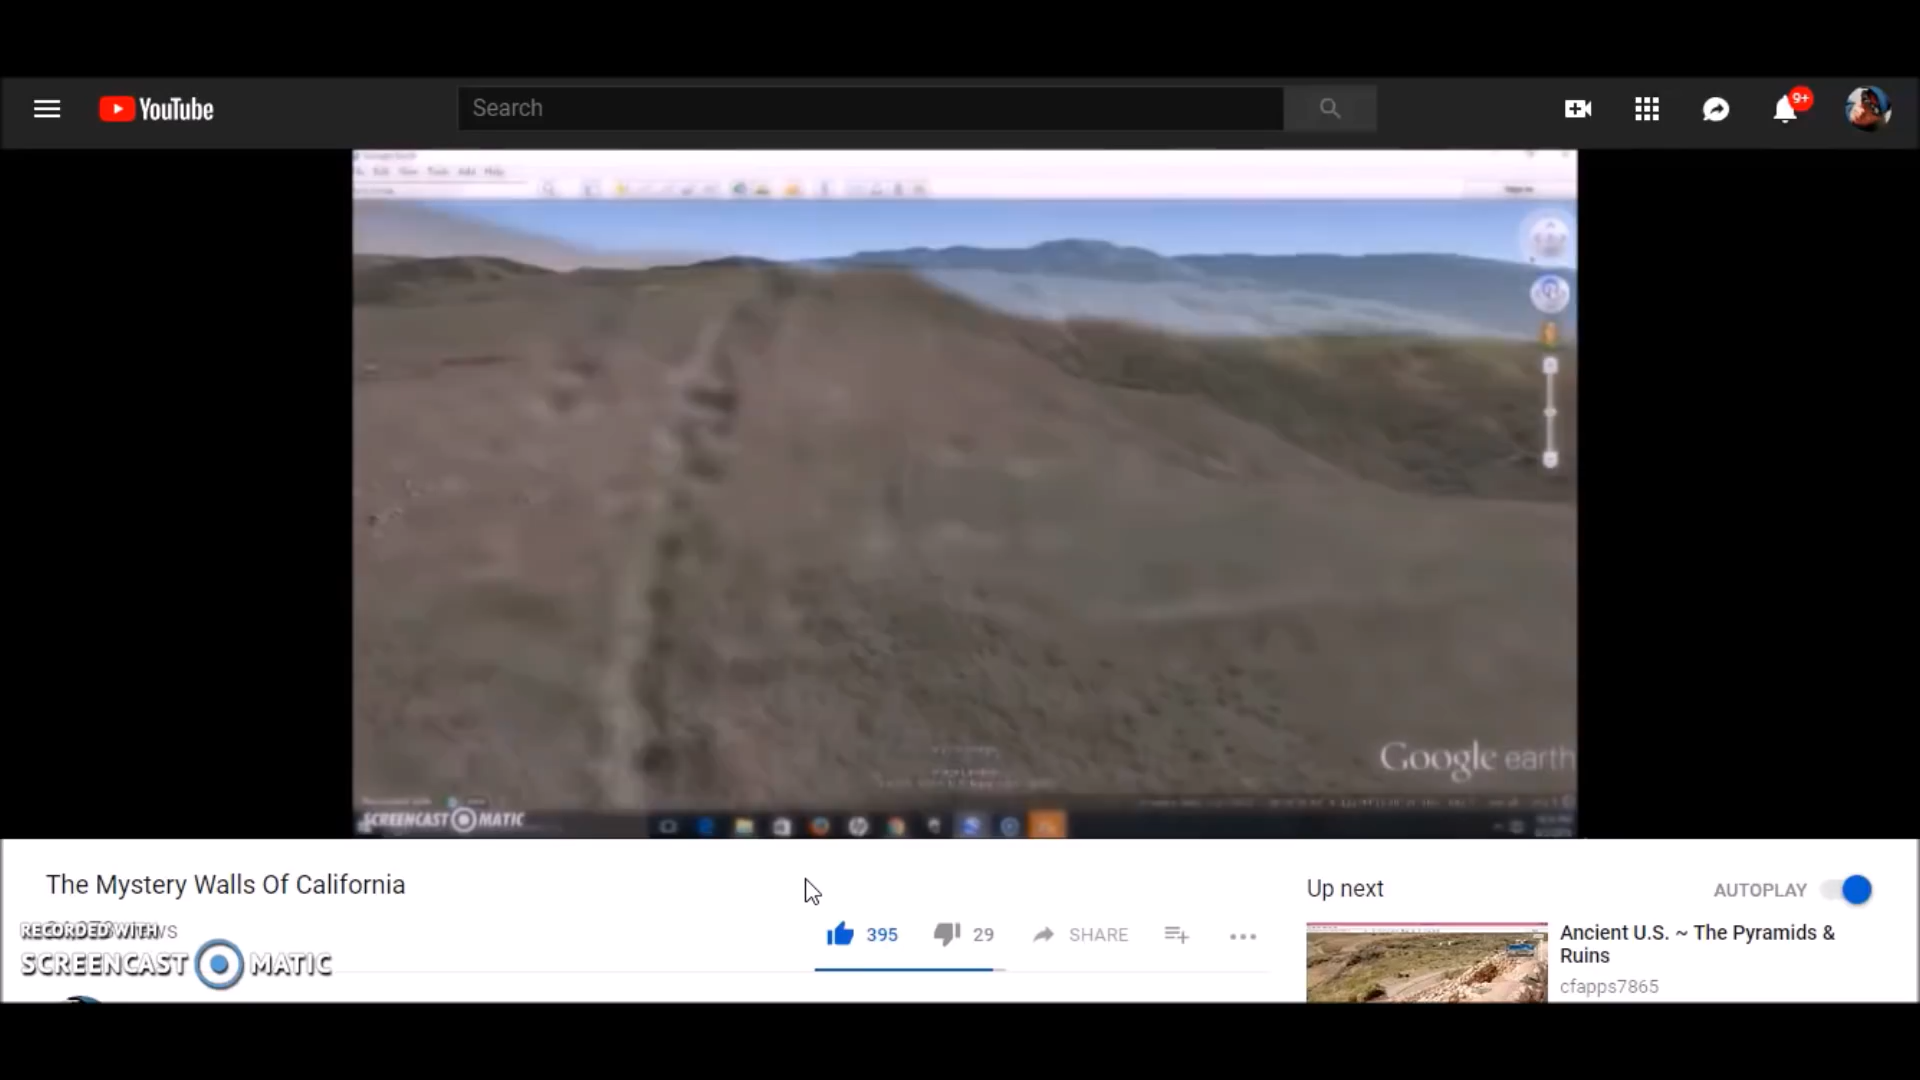 YouTube
Search
9+
Google earth
SCREENCAST MATIC
The Mystery Walls Of California
395
29
SHARE
RECORDED WITH
SCREENCAST MATIC
Up next
AUTOPLAY
Ancient U.S. ~ The Pyramids &
Ruins
cfapps7865